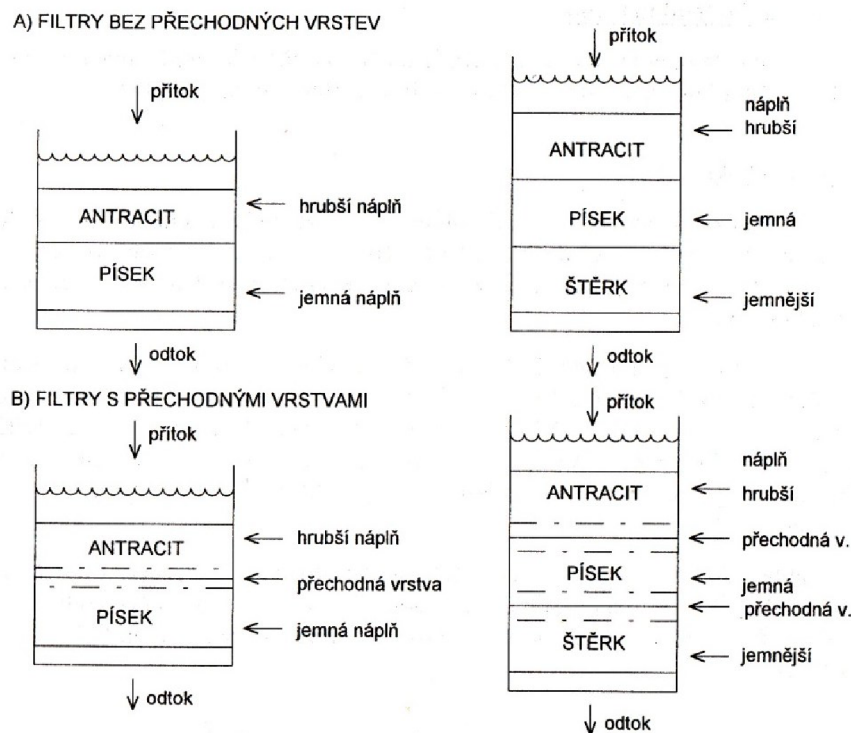 A) FILTRY BEZ PŘECHODNÝCH VRSTEV
přítok
ANTRACIT
hrubší náplň
PÍSEK
jemná náplň
odtok
přítok
náplň
hrubší
ANTRACIT
PÍSEK
jemná
ŠTĚRK
jemnější
odtok
B) FILTRY S PŘECHODNÝMI VRSTVAMI
přítok
ANTRACIT
hrubší náplň
přechodná vrstva
PÍSEK
jemná náplň
odtok
přítok
náplň
ANTRACIT
hrubší
přechodná v.
PÍSEK
jemná
přechodná v.
ŠTĚRK
jemnější
odtok